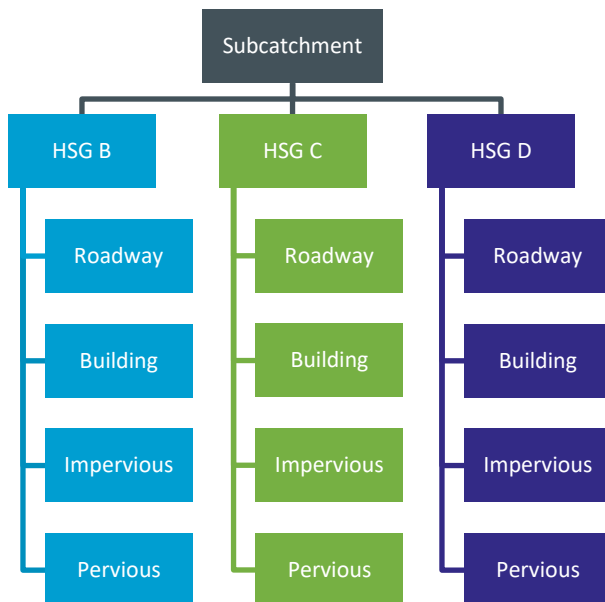 Subcatchment
HSG B
Roadway
Building
Impervious
Pervious
HSG C
Roadway
Building
Impervious
Pervious
HSG D
Roadway
Building
Impervious
Pervious